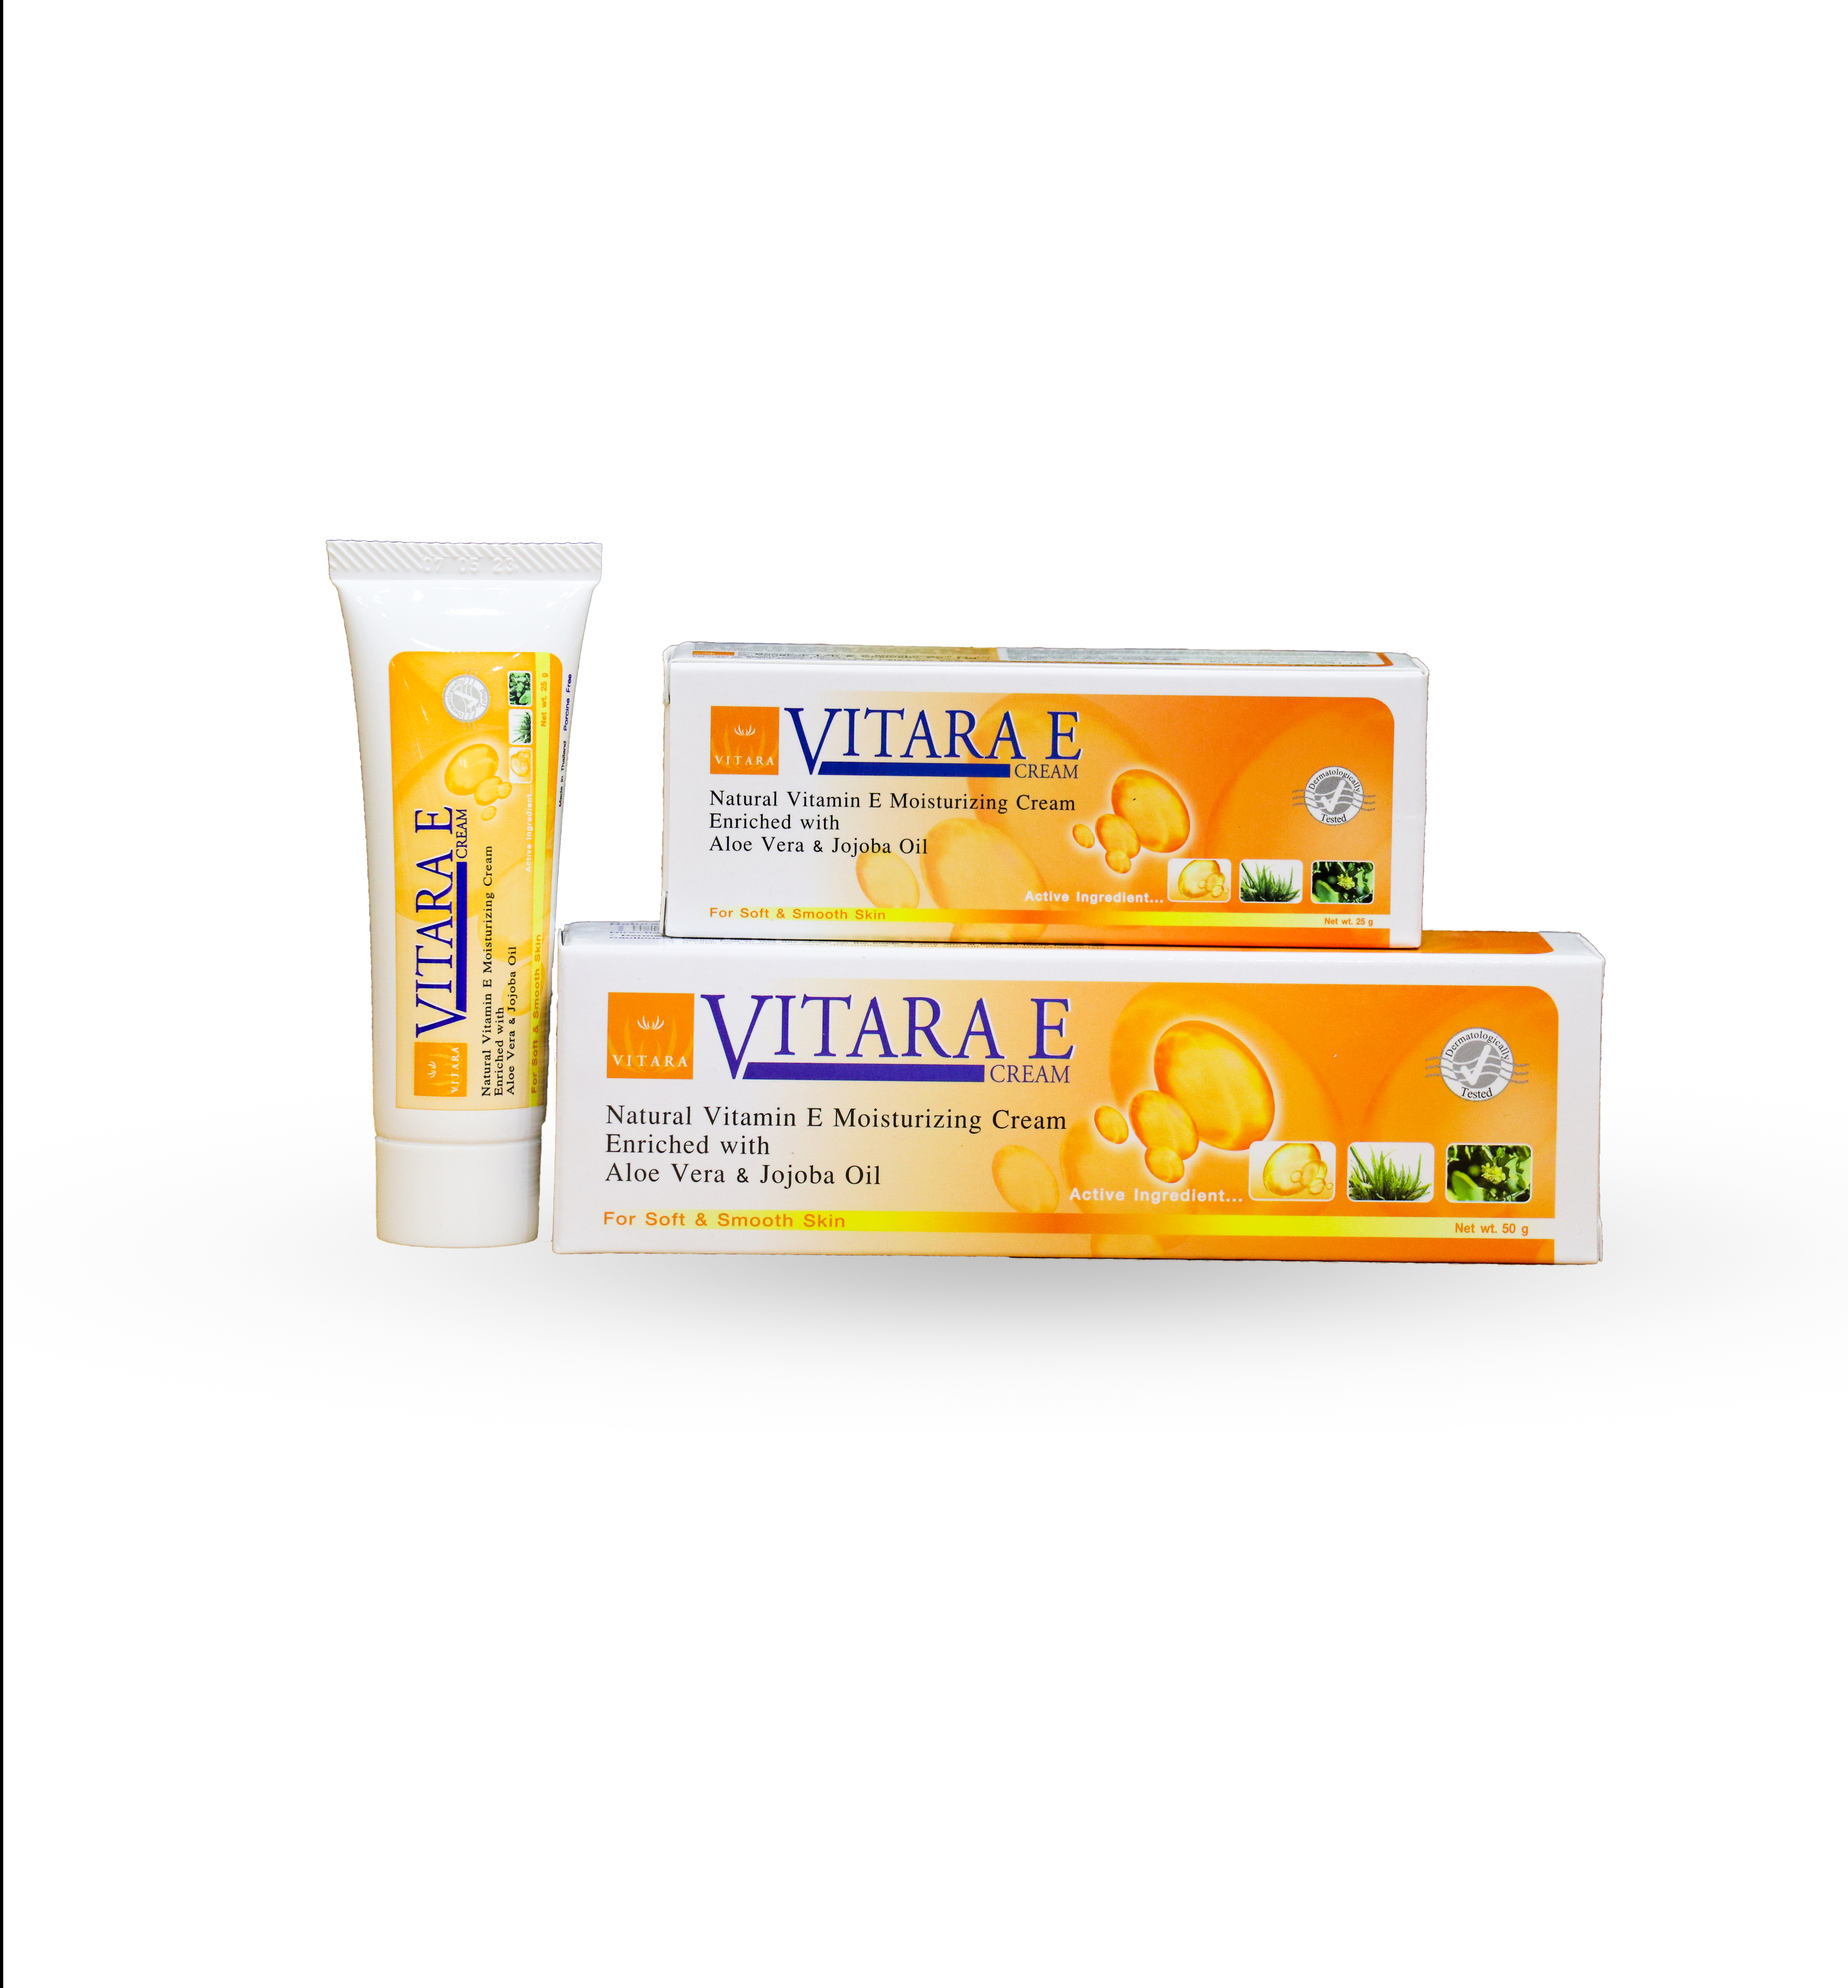 07 05 23
VITARA
VITARA E
CREAM
Natural Vitamin E Moisturizing Cream
Enriched with
Aloe Vera & Jojoba Oil
Active Ingredient...
For Soft & Smooth Skin
Net wt. 25 g
Made in Thailand Porcine Free
VITARA
VITARA E
CREAM
Natural Vitamin E Moisturizing Cream
Enriched with
Aloe Vera & Jojoba Oil
Dermatologically
Tested
Active Ingredient...
For Soft & Smooth Skin
Net wt. 25 g
VITARA
VITARA E
CREAM
Natural Vitamin E Moisturizing Cream
Enriched with
Aloe Vera & Jojoba Oil
Dermatologically
Tested
Active Ingredient...
For Soft & Smooth Skin
Net wt. 50 g